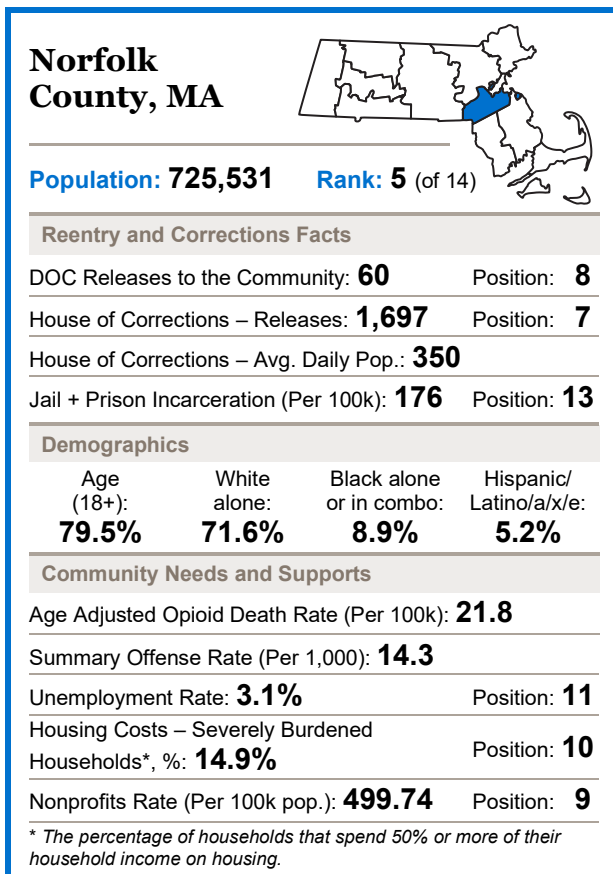 Norfolk
County, MA
Population: 725,531 Rank: 5 (of 14)
Reentry and Corrections Facts
DOC Releases to the Community: 60 Position: 8
House of Corrections – Releases: 1,697 Position: 7
House of Corrections – Avg. Daily Pop.: 350
Jail + Prison Incarceration (Per 100k): 176 Position: 13
Demographics
Age White Black alone Hispanic/
(18+): alone: or in combo: Latino/a/x/e:
79.5% 71.6% 8.9% 5.2%
Community Needs and Supports
Age Adjusted Opioid Death Rate (Per 100k): 21.8
Summary Offense Rate (Per 1,000): 14.3
Unemployment Rate: 3.1% Position: 11
Housing Costs – Severely Burdened
Households*, %: 14.9% Position: 10
Nonprofits Rate (Per 100k pop.): 499.74 Position: 9
* The percentage of households that spend 50% or more of their
household income on housing.